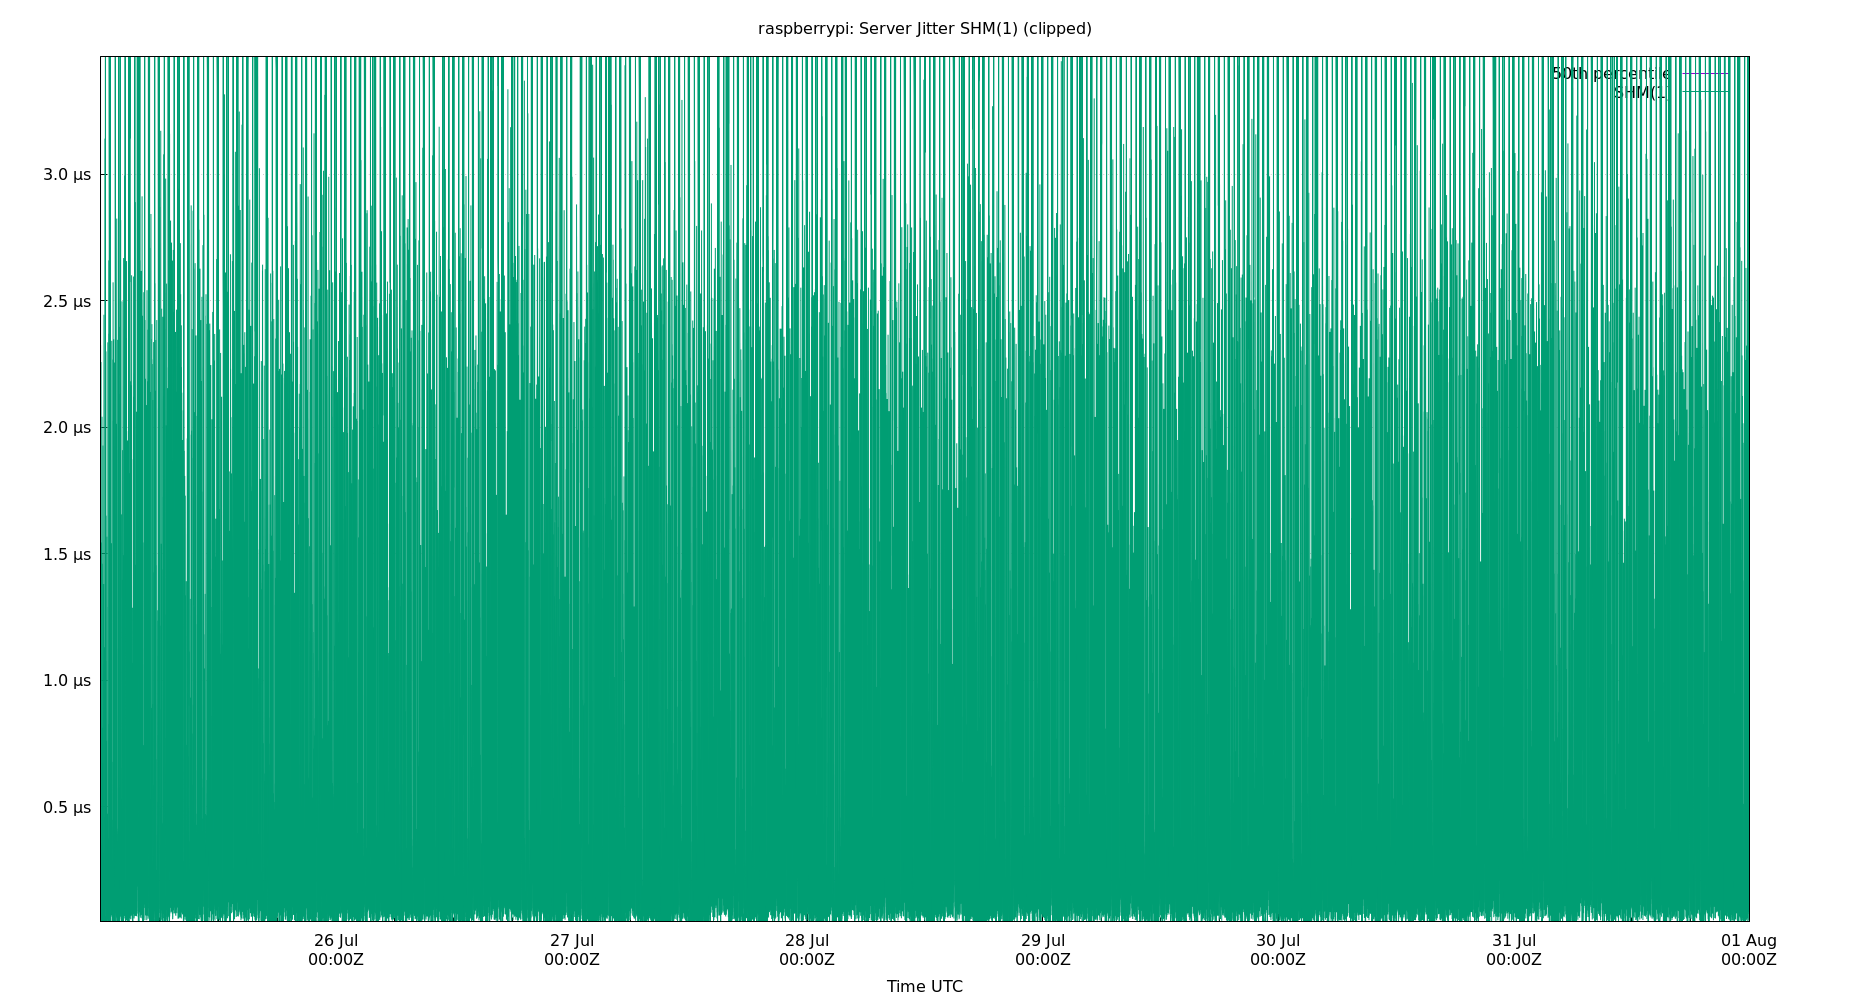 raspberrypi: Server Jitter SHM(1) (clipped)
50th percentile
SHM(1)
3.0 µs
2.5 µs
2.0 µs
1.5 µs
1.0 µs
0.5 µs
26 Jul 27 Jul 28 Jul 29 Jul 30 Jul 31 Jul 01 Aug
00:00Z 00:00Z 00:00Z 00:00Z 00:00Z 00:00Z 00:00Z
Time UTC